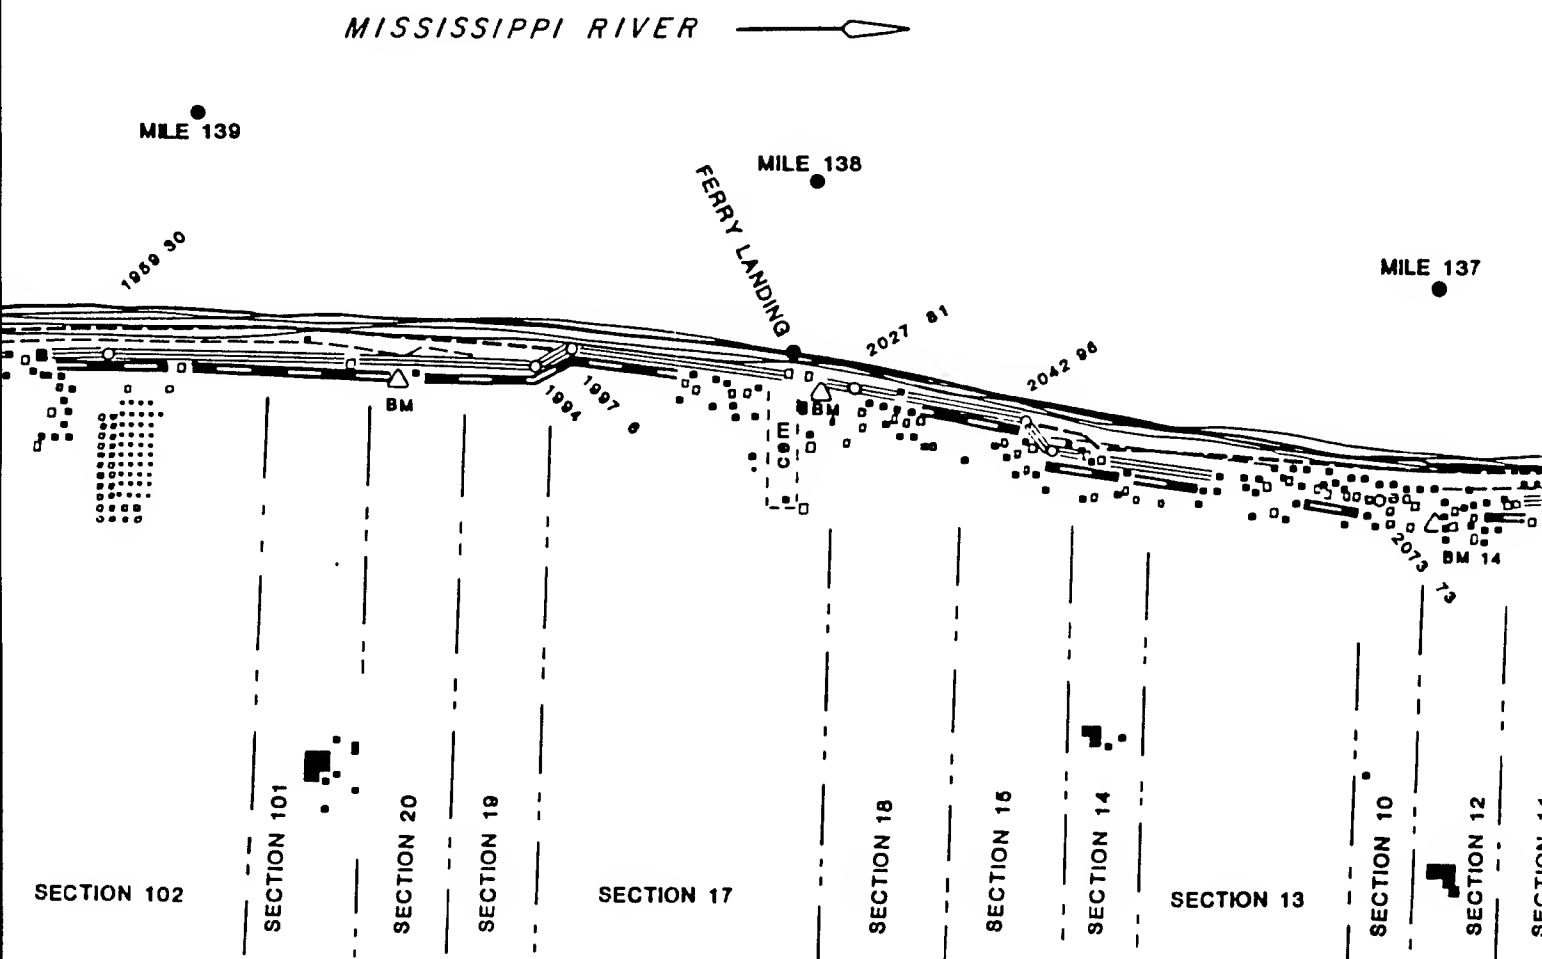 MISSISSIPPI RIVER
MILE 139
MILE 138
MILE 137
FERRY LANDING
1959 30
2027 81
2042 96
BM
1994
1997 6
BM
2073 73
BM 14
SECTION 102
SECTION 101
SECTION 20
SECTION 19
SECTION 17
SECTION 18
SECTION 15
SECTION 14
SECTION 13
SECTION 10
SECTION 12